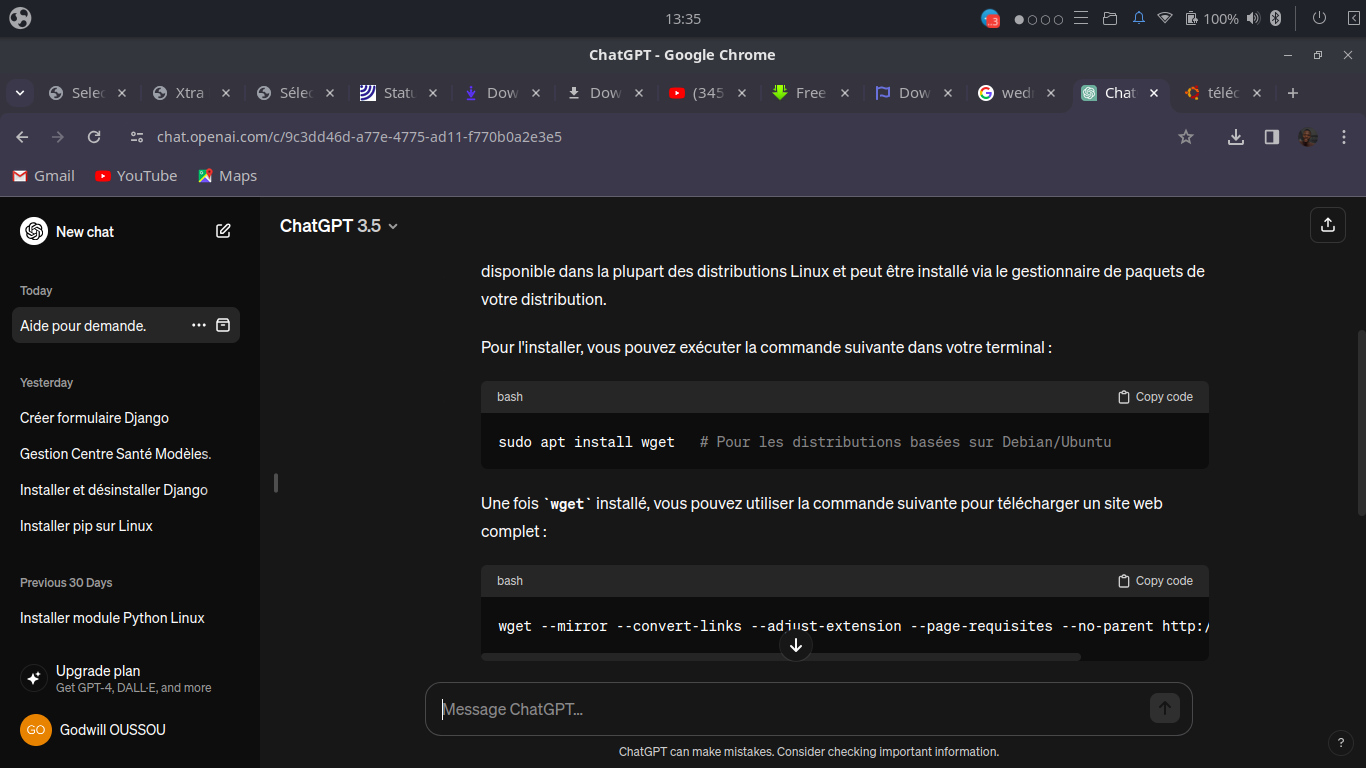 13:35
3
100%
ChatGPT - Google Chrome
Selec
Xtra
Sélec
Statu
Dow
Dow
(345
Free
Dow
wedr
Chat
téléc
chat.openai.com/c/9c3dd46d-a77e-4775-ad11-f770b0a2e3e5
Gmail
YouTube
Maps
New chat
Today
Aide pour demande.
Yesterday
Créer formulaire Django
Gestion Centre Santé Modèles.
Installer et désinstaller Django
Installer pip sur Linux
Previous 30 Days
Installer module Python Linux
Upgrade plan
Get GPT-4, DALL·E, and more
GO
Godwill OUSSOU
ChatGPT 3.5
disponible dans la plupart des distributions Linux et peut être installé via le gestionnaire de paquets de
votre distribution.
Pour l'installer, vous pouvez exécuter la commande suivante dans votre terminal :
bash
Copy code
sudo apt install wget   # Pour les distributions basées sur Debian/Ubuntu
Une fois `wget` installé, vous pouvez utiliser la commande suivante pour télécharger un site web
complet :
bash
Copy code
wget --mirror --convert-links --adjust-extension --page-requisites --no-parent http:/
Message ChatGPT...
ChatGPT can make mistakes. Consider checking important information.
?